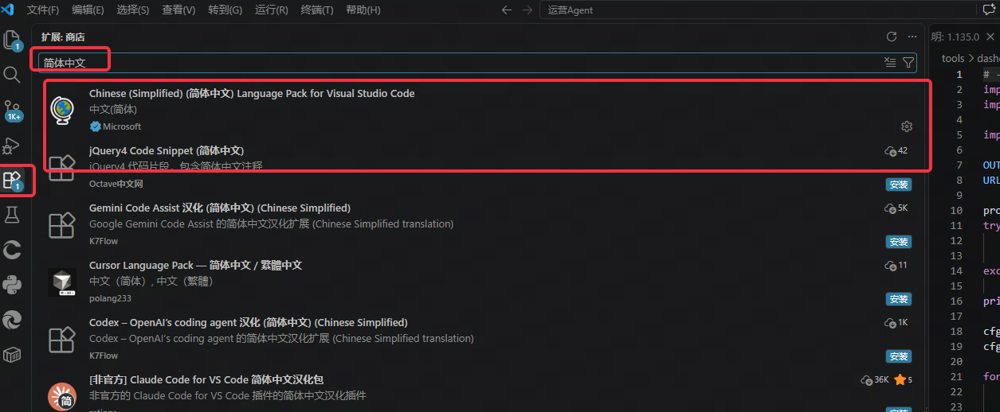 文件(F) 编辑(E) 选择(S) 查看(V) 转到(G) 运行(R) 终端(T) 帮助(H) 运营Agent
扩展: 商店
明: 1.135.0
简体中文
tools > dash
1
1K+
1
Chinese (Simplified) (简体中文) Language Pack for Visual Studio Code
中文(简体)
Microsoft
jQuery4 Code Snippet (简体中文) 42
jQuery4 代码片段，包含简体中文注释
Octave中文网 安装
Gemini Code Assist 汉化 (简体中文) (Chinese Simplified) 5K
Google Gemini Code Assist 的简体中文汉化扩展 (Chinese Simplified translation)
K7Flow 安装
Cursor Language Pack — 简体中文 / 繁體中文 11
中文（简体）, 中文（繁體）
polang233 安装
Codex – OpenAI's coding agent 汉化 (简体中文) (Chinese Simplified) 1K
Codex – OpenAI's coding agent 的简体中文汉化扩展 (Chinese Simplified translation)
K7Flow 安装
[非官方] Claude Code for VS Code 简体中文汉化包 36K 5
简
非官方的 Claude Code for VS Code 插件的简体中文汉化插件
安装
1 # -
2 imp
3 imp
4
5 imp
6
7 OUT
8 URL
9
10 pro
11 try
12
13
14 exc
15
16 pri
17
18 cfg
19 cfg
20
21 for
22
23